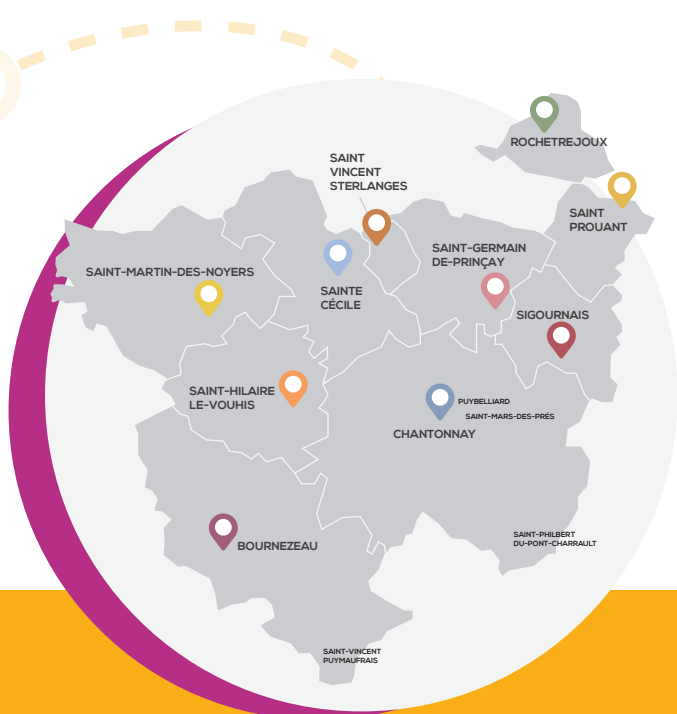 ROCHETREJOUX
SAINT
VINCENT
STERLANGES
SAINT
PROUANT
SAINT-GERMAIN
DE-PRINÇAY
SAINT-MARTIN-DES-NOYERS
SAINTE
CÉCILE
SIGOURNAIS
SAINT-HILAIRE
LE-VOUHIS
PUYBELLIARD
SAINT-MARS-DES-PRÉS
CHANTONNAY
BOURNEZEAU
SAINT-PHILBERT
DU-PONT-CHARRAULT
SAINT-VINCENT
PUYMAUFRAIS